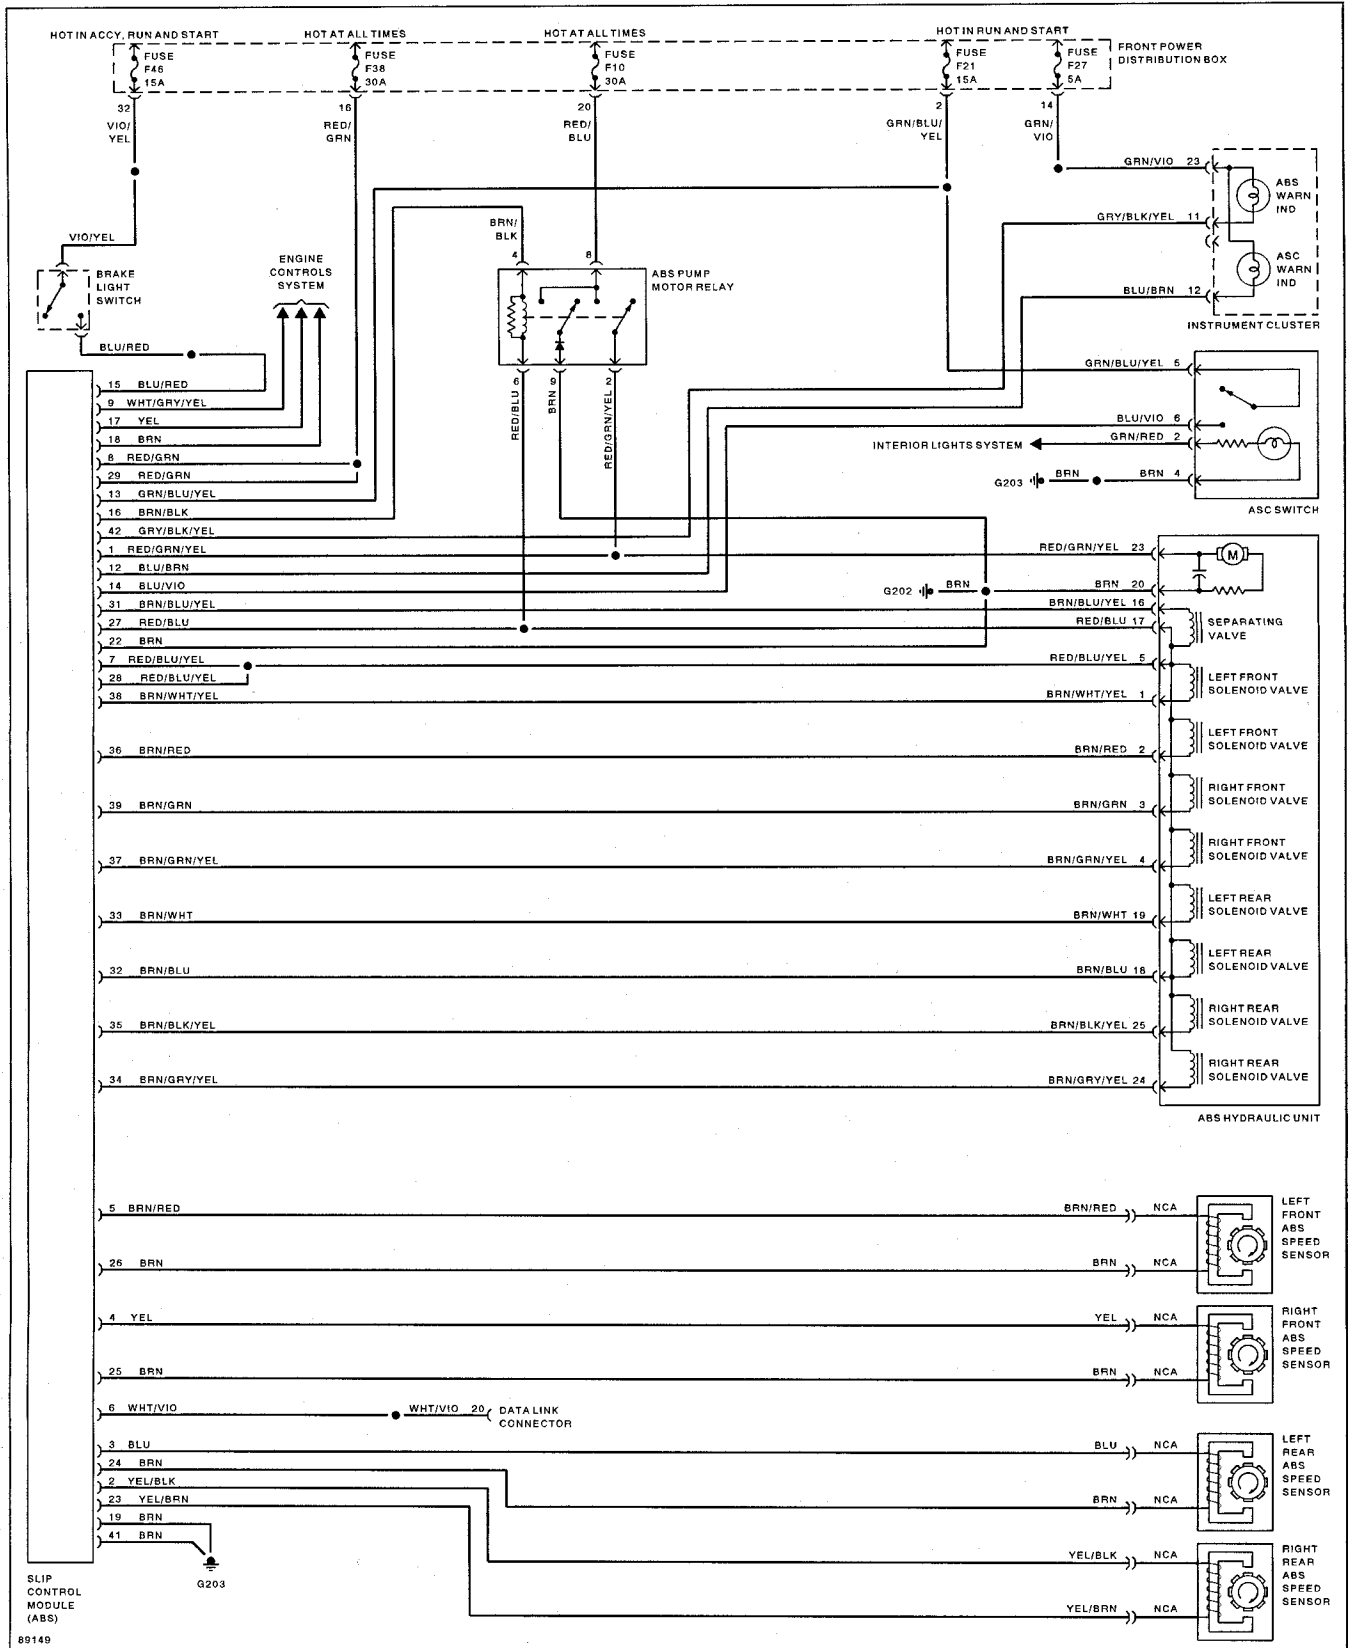 HOT IN ACCY, RUN AND START
HOT AT ALL TIMES
HOT AT ALL TIMES
HOT IN RUN AND START
FUSE
F46
15A
FUSE
F38
30A
FUSE
F10
30A
FUSE
F21
15A
FUSE
F27
5A
FRONT POWER
DISTRIBUTION BOX
32
VIO/
YEL
16
RED/
GRN
20
RED/
BLU
2
GRN/BLU/
YEL
14
GRN/
VIO
GRN/VIO 23
ABS
WARN
IND
GRY/BLK/YEL 11
ASC
WARN
IND
BLU/BRN 12
INSTRUMENT CLUSTER
VIO/YEL
BRAKE
LIGHT
SWITCH
BLU/RED
ENGINE
CONTROLS
SYSTEM
BRN/
BLK
4
8
ABS PUMP
MOTOR RELAY
6
9
2
RED/BLU
BRN
RED/GRN/YEL
GRN/BLU/YEL 5
BLU/VIO 6
INTERIOR LIGHTS SYSTEM
GRN/RED 2
G203
BRN
BRN 4
ASC SWITCH
15 BLU/RED
9 WHT/GRY/YEL
17 YEL
18 BRN
8 RED/GRN
29 RED/GRN
13 GRN/BLU/YEL
16 BRN/BLK
42 GRY/BLK/YEL
1 RED/GRN/YEL
12 BLU/BRN
14 BLU/VIO
31 BRN/BLU/YEL
27 RED/BLU
22 BRN
7 RED/BLU/YEL
28 RED/BLU/YEL
38 BRN/WHT/YEL
36 BRN/RED
39 BRN/GRN
37 BRN/GRN/YEL
33 BRN/WHT
32 BRN/BLU
35 BRN/BLK/YEL
34 BRN/GRY/YEL
RED/GRN/YEL 23
M
G202
BRN
BRN 20
BRN/BLU/YEL 16
RED/BLU 17
SEPARATING
VALVE
RED/BLU/YEL 5
LEFT FRONT
SOLENOID VALVE
BRN/WHT/YEL 1
LEFT FRONT
SOLENOID VALVE
BRN/RED 2
RIGHT FRONT
SOLENOID VALVE
BRN/GRN 3
RIGHT FRONT
SOLENOID VALVE
BRN/GRN/YEL 4
LEFT REAR
SOLENOID VALVE
BRN/WHT 19
LEFT REAR
SOLENOID VALVE
BRN/BLU 18
RIGHT REAR
SOLENOID VALVE
BRN/BLK/YEL 25
RIGHT REAR
SOLENOID VALVE
BRN/GRY/YEL 24
ABS HYDRAULIC UNIT
5 BRN/RED
BRN/RED
NCA
LEFT
FRONT
ABS
SPEED
SENSOR
26 BRN
BRN
NCA
4 YEL
YEL
NCA
RIGHT
FRONT
ABS
SPEED
SENSOR
25 BRN
BRN
NCA
6 WHT/VIO
WHT/VIO 20
DATA LINK
CONNECTOR
3 BLU
BLU
NCA
LEFT
REAR
ABS
SPEED
SENSOR
24 BRN
2 YEL/BLK
23 YEL/BRN
BRN
NCA
19 BRN
41 BRN
G203
YEL/BLK
NCA
RIGHT
REAR
ABS
SPEED
SENSOR
YEL/BRN
NCA
SLIP
CONTROL
MODULE
(ABS)
89149